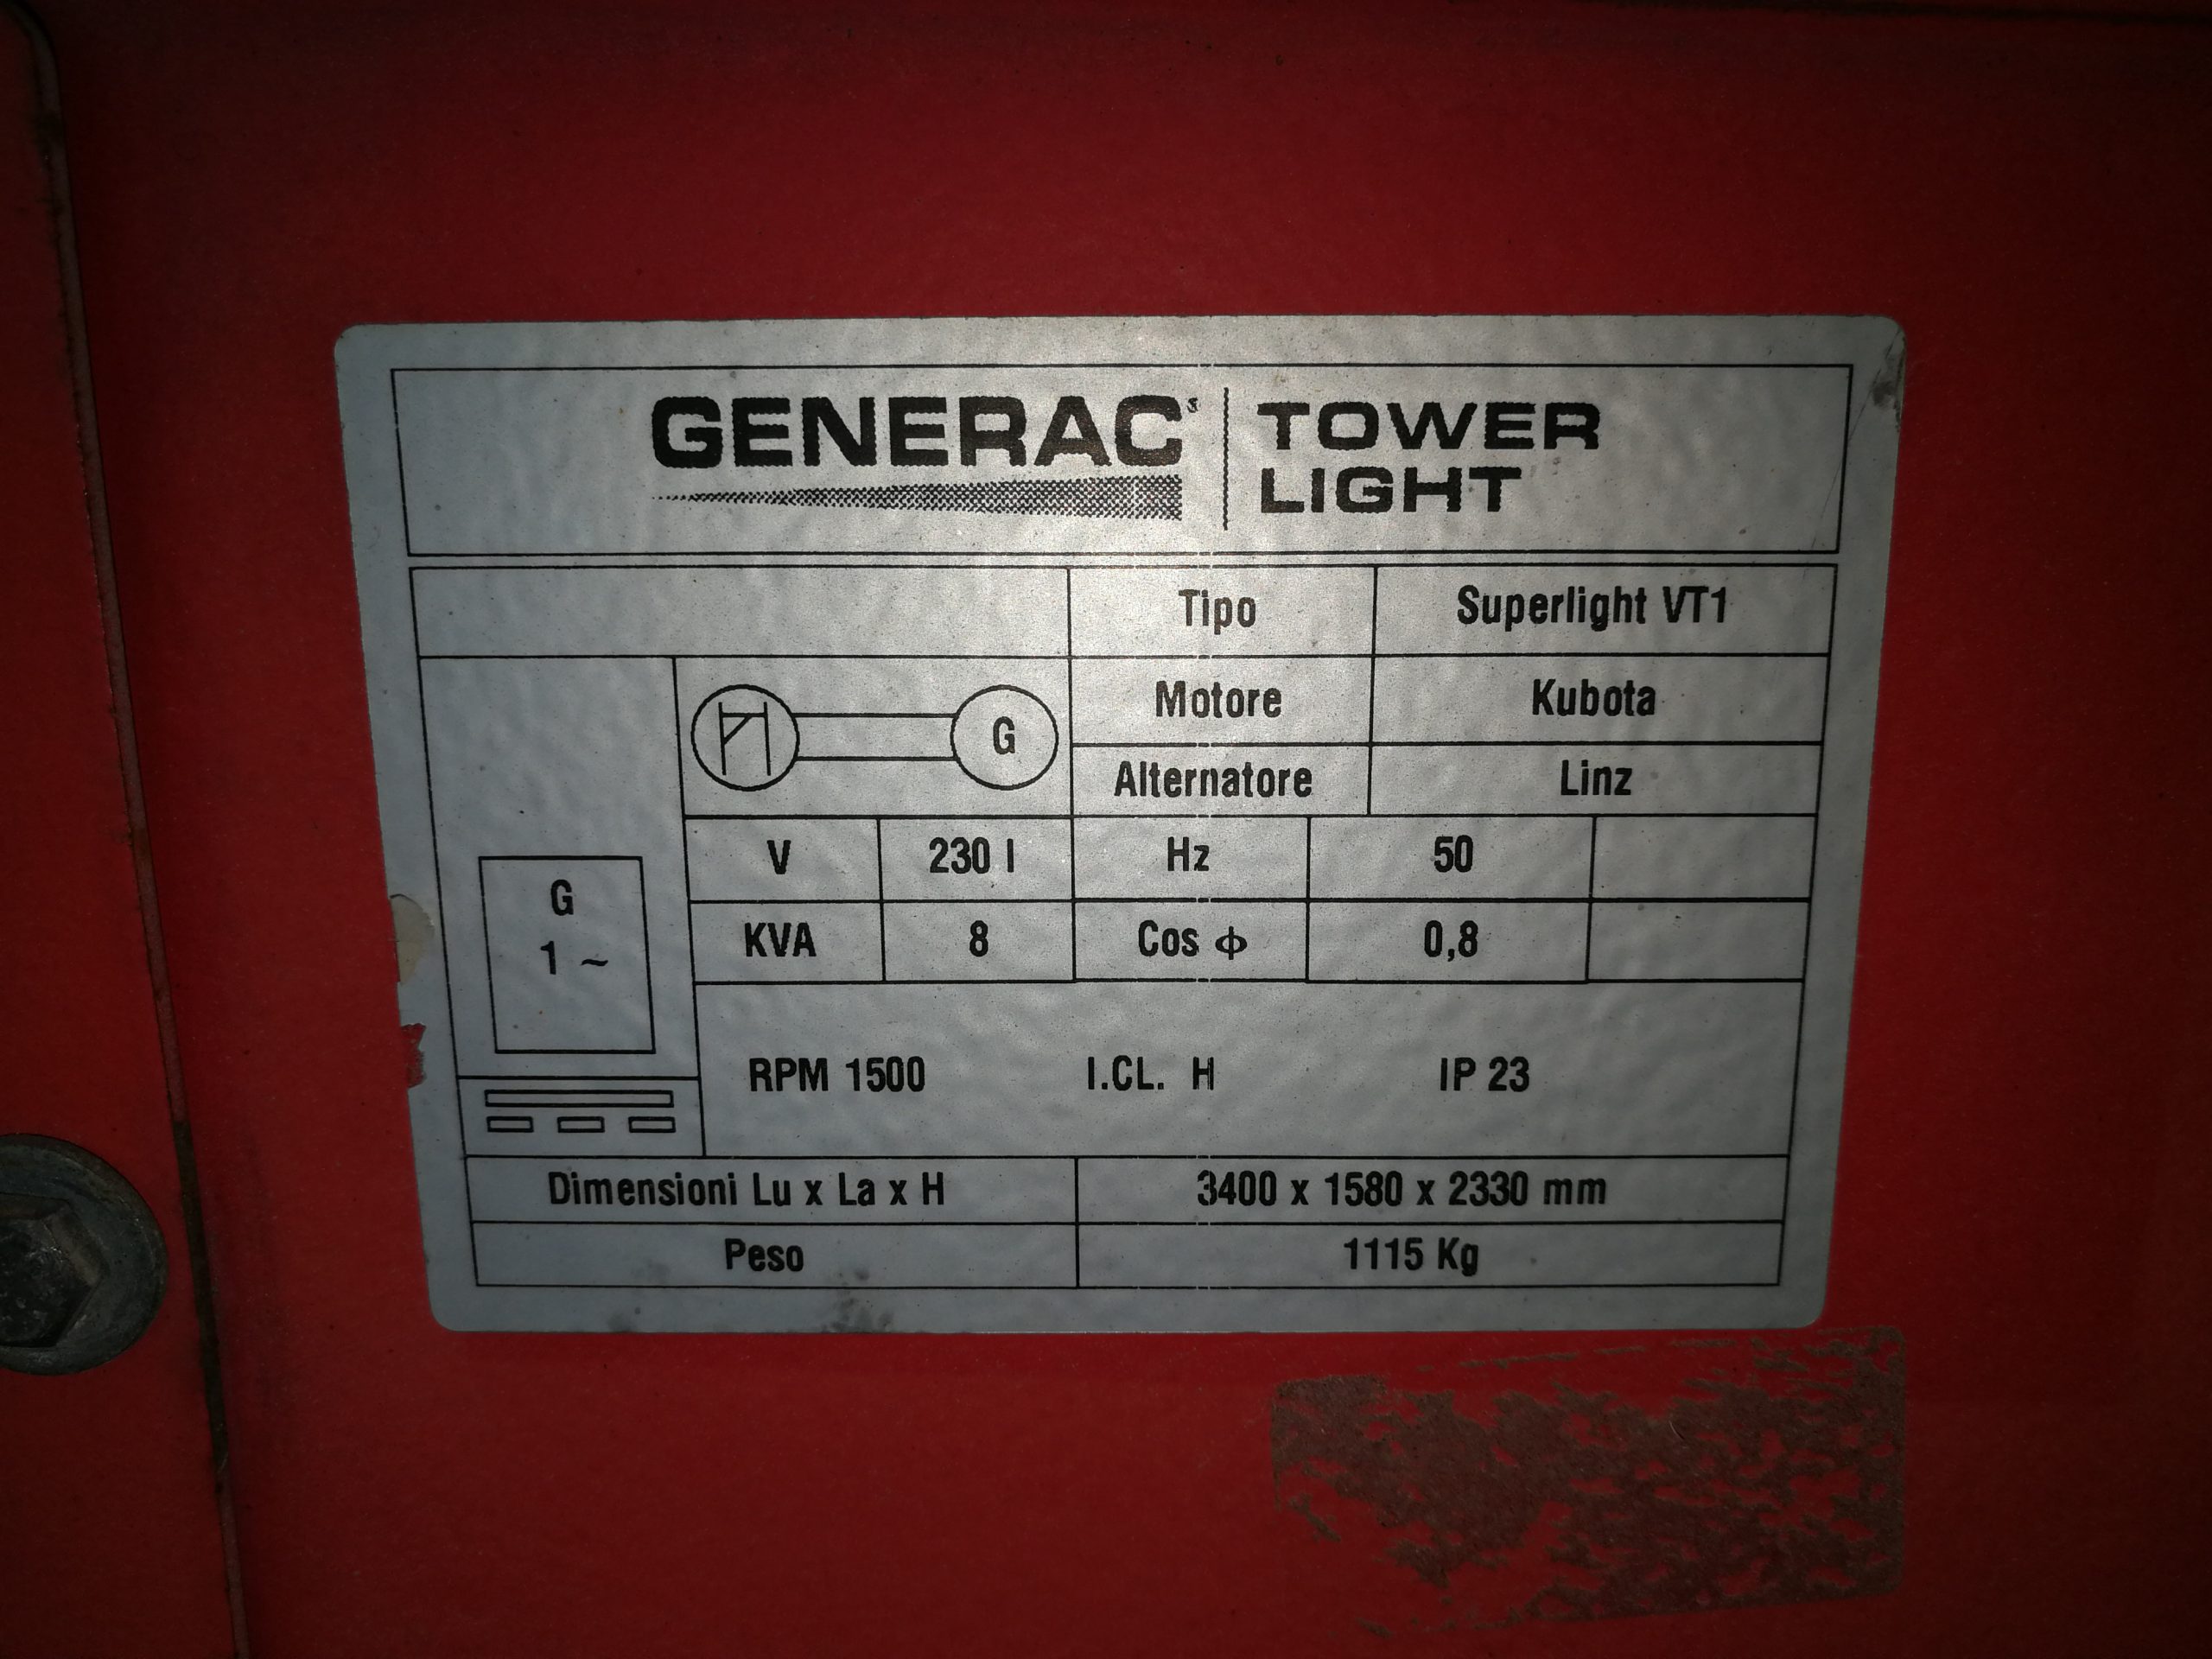 GENERAC TOWER
LIGHT
Tipo Superlight VT1
Motore Kubota
G
Alternatore Linz
V 230 I Hz 50
G
1 ~
KVA 8 Cos ф 0,8
RPM 1500 I.CL. H IP 23
Dimensioni Lu x La x H 3400 x 1580 x 2330 mm
Peso 1115 Kg